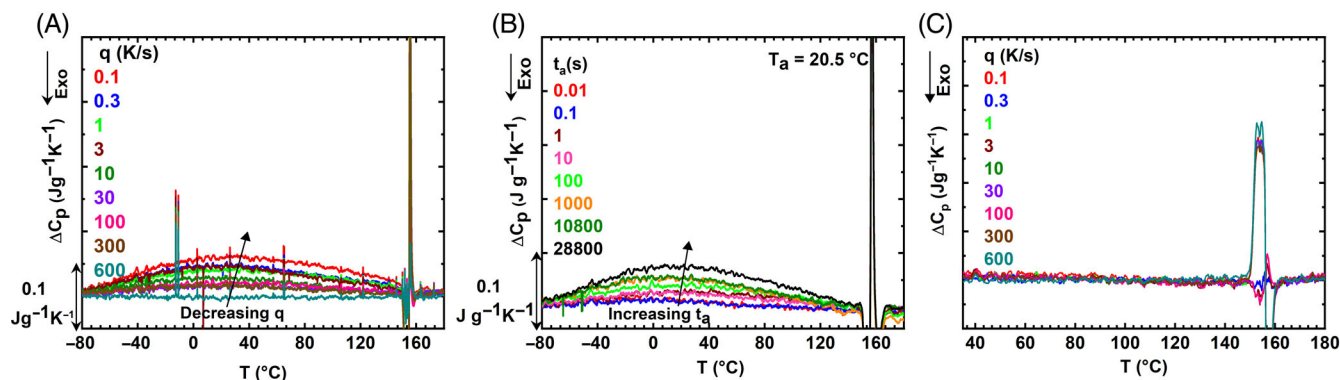 (A)
Exo
ΔCp (Jg⁻¹K⁻¹)
q (K/s)
0.1
0.3
1
3
10
30
100
300
600
0.1
Jg⁻¹K⁻¹
Decreasing q
−80 −40 0 40 80 120 160
T (°C)
(B)
Exo
ΔCp (J g⁻¹K⁻¹)
ta(s)
0.01
0.1
1
10
100
1000
10800
28800
Ta = 20.5 °C
0.1
J g⁻¹K⁻¹
Increasing ta
−80 −40 0 40 80 120 160
T (°C)
(C)
Exo
ΔCp (Jg⁻¹K⁻¹)
q (K/s)
0.1
0.3
1
3
10
30
100
300
600
40 60 80 100 120 140 160 180
T (°C)